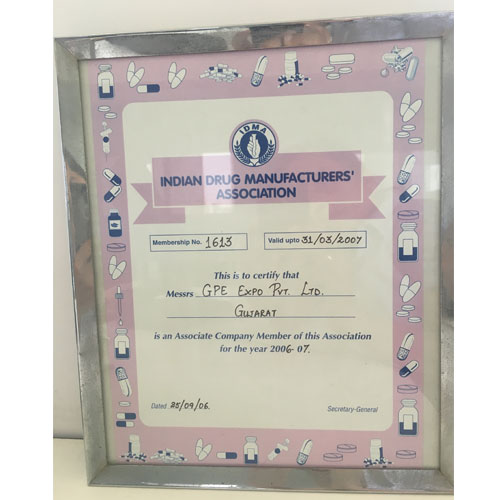 IDMA
INDIAN DRUG MANUFACTURERS'
ASSOCIATION
Membership No. 1613 Valid upto 31/03/2007
This is to certify that
Messrs GPE EXPO PVT. LTD.
GUJARAT
is an Associate Company Member of this Association
for the year 2006-07.
Dated 25/09/06. Secretary-General